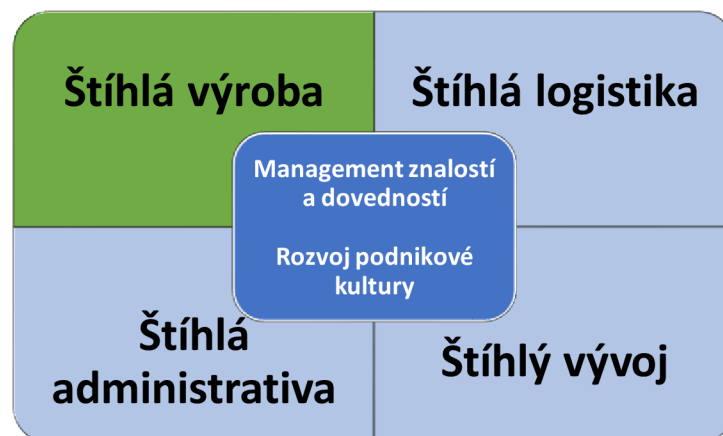 Štíhlá výroba
Štíhlá logistika
Management znalostí
a dovedností
Rozvoj podnikové
kultury
Štíhlá
administrativa
Štíhlý vývoj